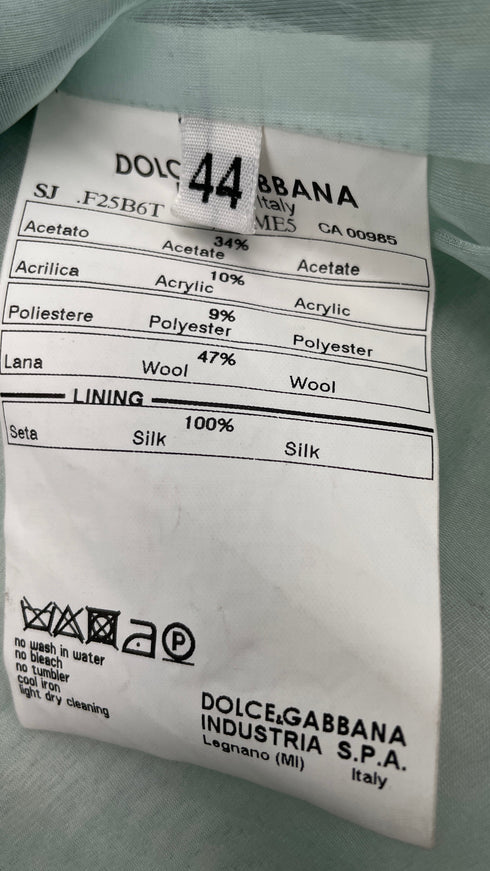 44
DOLC BBANA
Italy
SJ .F25B6T ME5 CA 00985
34%
Acetato Acetate Acetate
10%
Acrilica Acrylic Acrylic
9%
Poliestere Polyester Polyester
47%
Lana Wool Wool
LINING
100%
Seta Silk Silk
P
no wash in water
no bleach
no tumbler
cool iron
light dry cleaning
DOLCE&GABBANA
INDUSTRIA S.P.A.
Legnano (MI)
Italy